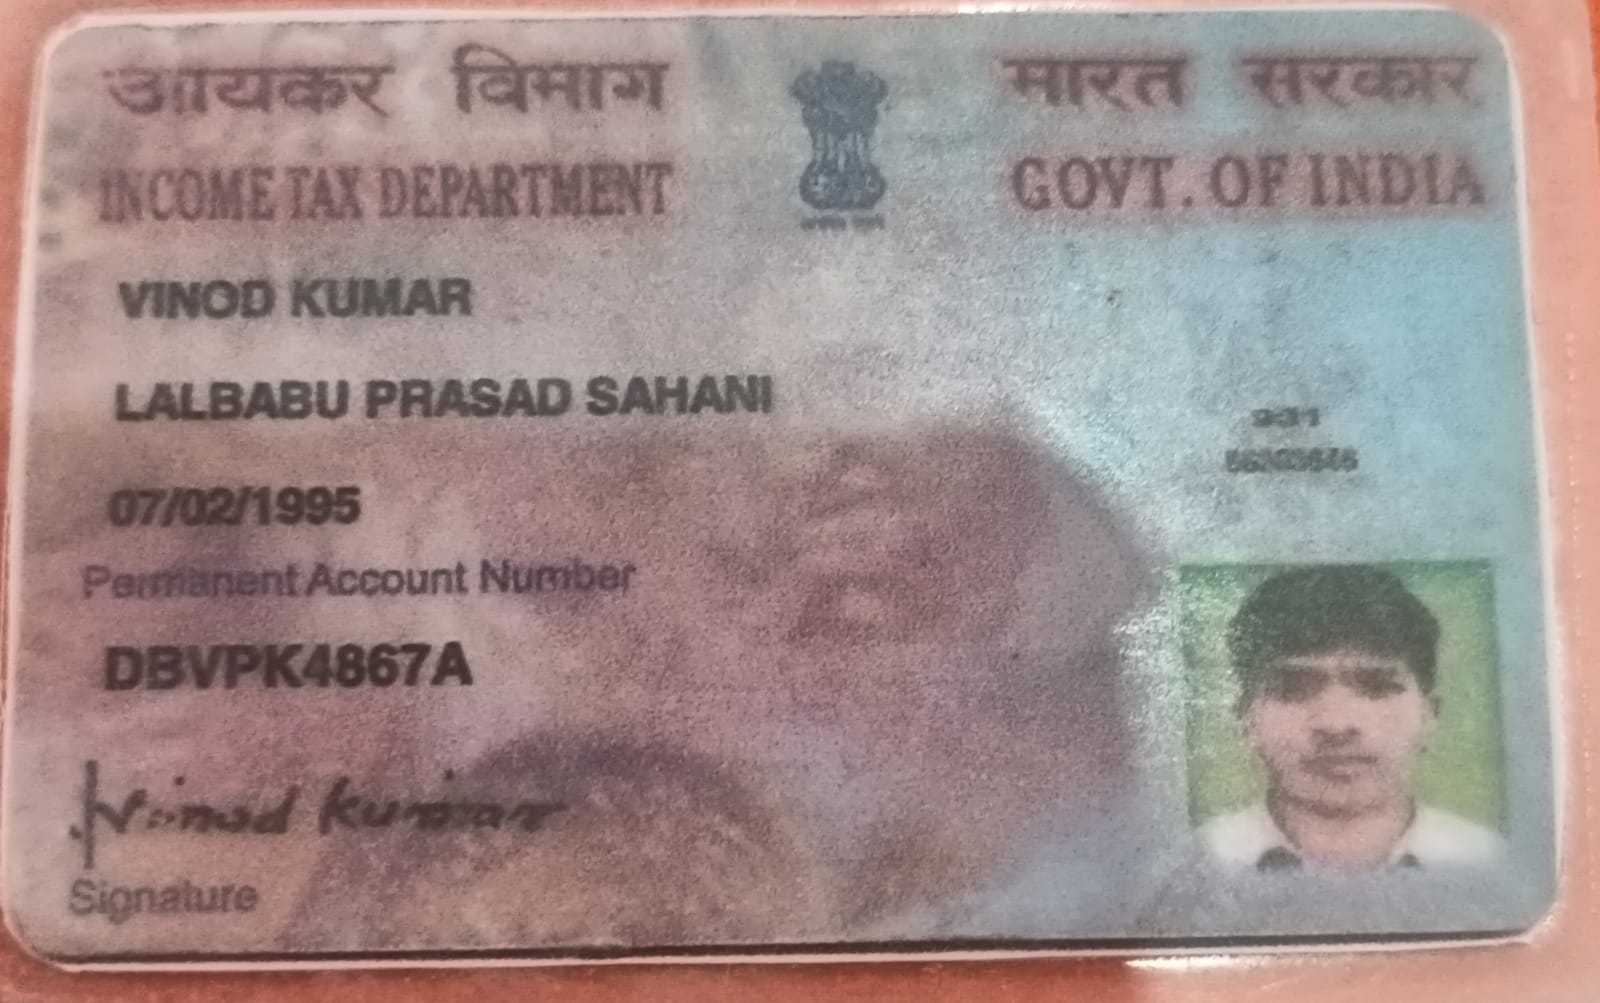 आयकर विभाग
INCOME TAX DEPARTMENT
भारत सरकार
GOVT. OF INDIA
VINOD KUMAR
LALBABU PRASAD SAHANI
07/02/1995
Permanent Account Number
DBVPK4867A
Vinod Kumar
Signature